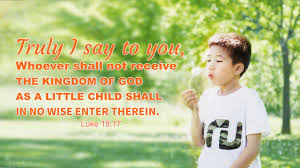 Truly I say to you,
Whoever shall not receive
THE KINGDOM OF GOD
AS A LITTLE CHILD SHALL
IN NO WISE ENTER THEREIN.
Luke 18:17